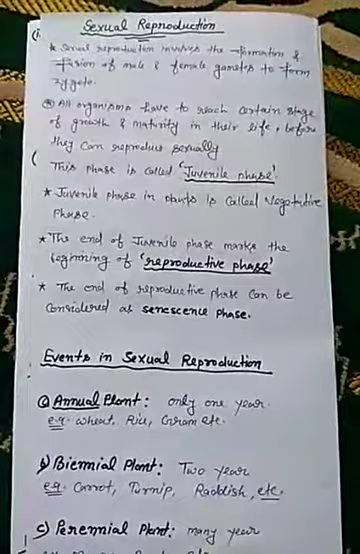 Sexual Reproduction
* Sexual reproduction involves the formation &
fusion of male & female gametes to form
zygote.
* All organisms have to reach certain stage
of growth & maturity in their life, before
they can reproduce sexually
This phase is called 'Juvenile phase'.
* Juvenile phase in plants is called Vegetative
Phase.
* The end of Juvenile phase marks the
beginning of 'reproductive phase'
* The end of reproductive phase can be
considered as senescence phase.
Events in Sexual Reproduction
a) Annual Plant: only one year.
e.g. wheat, Rice, Gram etc.
b) Biennial Plant: Two year
e.g. Carrot, Turnip, Raddish, etc.
c) Perennial Plant: many year